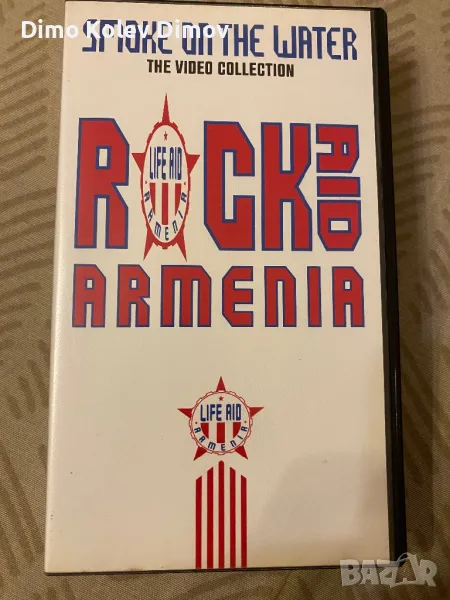 Dimo Kolev Dimov
SMOKE ON THE WATER
THE VIDEO COLLECTION
ROCK AID
LIFE AID
ARMENIA
ARMENIA
LIFE AID
ARMENIA
BAZAR